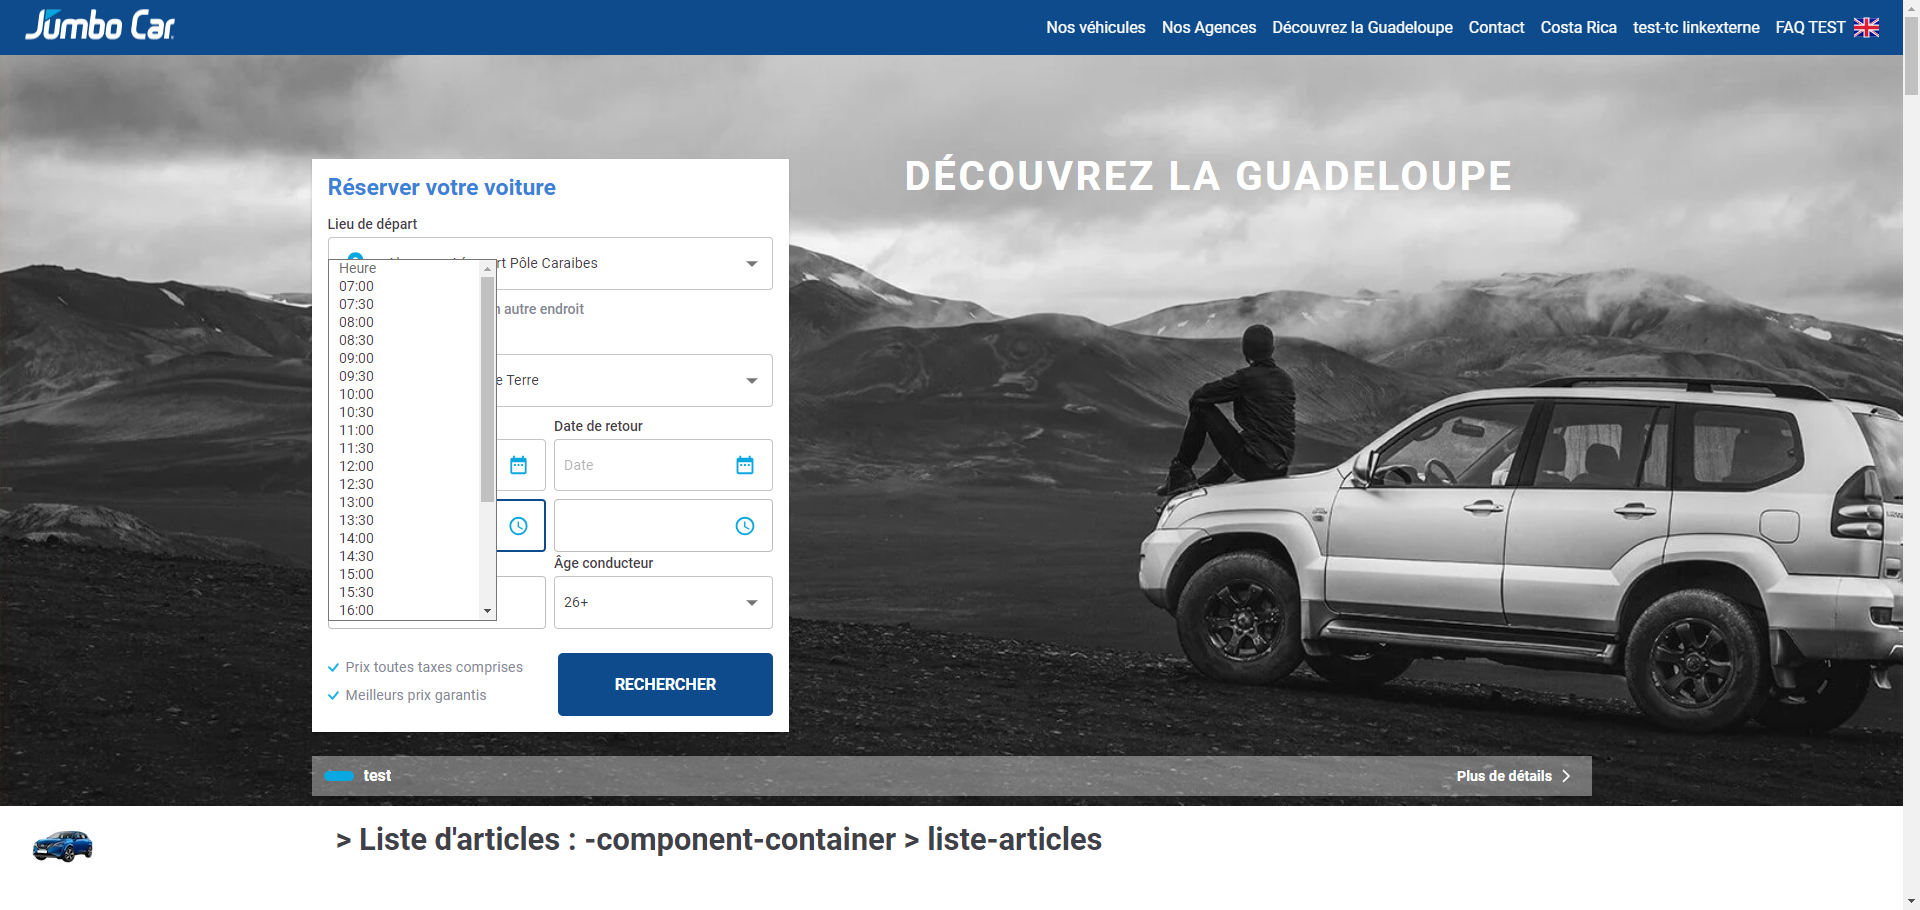 Jumbo Car
Nos véhicules
Nos Agences
Découvrez la Guadeloupe
Contact
Costa Rica
test-tc linkexterne
FAQ TEST
DÉCOUVREZ LA GUADELOUPE
Réserver votre voiture
Lieu de départ
Pôle Caraibes
autre endroit
Terre
Heure
07:00
07:30
08:00
08:30
09:00
09:30
10:00
10:30
11:00
11:30
12:00
12:30
13:00
13:30
14:00
14:30
15:00
15:30
16:00
Date de retour
Date
Âge conducteur
26+
Prix toutes taxes comprises
Meilleurs prix garantis
RECHERCHER
test
Plus de détails
> Liste d'articles : -component-container > liste-articles